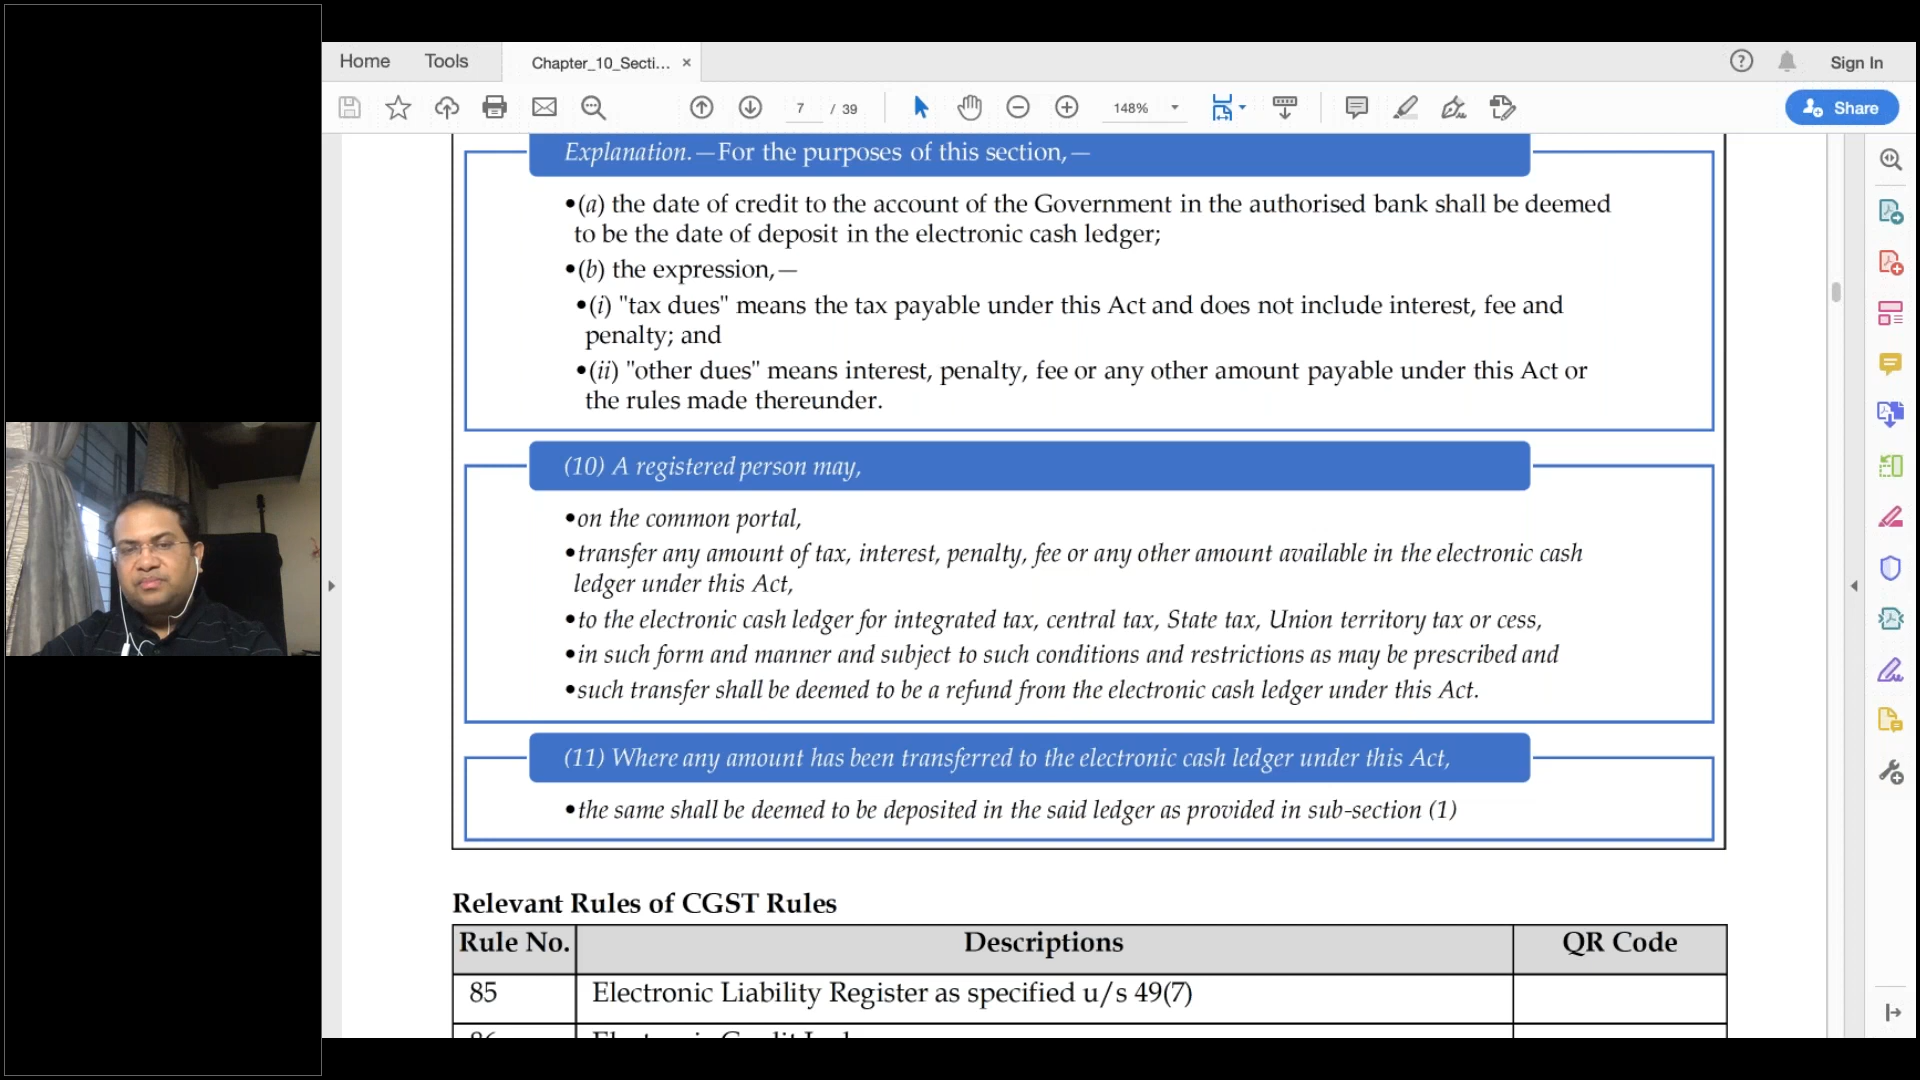 Home Tools Chapter_10_Secti... × Sign In
7 / 39 148% Share
Explanation.—For the purposes of this section,—
•(a) the date of credit to the account of the Government in the authorised bank shall be deemed
to be the date of deposit in the electronic cash ledger;
•(b) the expression,—
•(i) "tax dues" means the tax payable under this Act and does not include interest, fee and
penalty; and
•(ii) "other dues" means interest, penalty, fee or any other amount payable under this Act or
the rules made thereunder.
(10) A registered person may,
•on the common portal,
•transfer any amount of tax, interest, penalty, fee or any other amount available in the electronic cash
ledger under this Act,
•to the electronic cash ledger for integrated tax, central tax, State tax, Union territory tax or cess,
•in such form and manner and subject to such conditions and restrictions as may be prescribed and
•such transfer shall be deemed to be a refund from the electronic cash ledger under this Act.
(11) Where any amount has been transferred to the electronic cash ledger under this Act,
•the same shall be deemed to be deposited in the said ledger as provided in sub-section (1)
Relevant Rules of CGST Rules
Rule No. Descriptions QR Code
85 Electronic Liability Register as specified u/s 49(7)